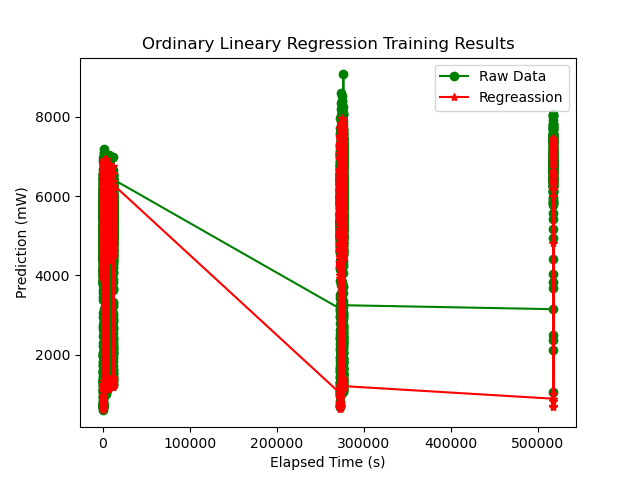 Ordinary Lineary Regression Training Results
Raw Data
Regreassion
8000
6000
4000
2000
Prediction (mW)
0
100000
200000
300000
400000
500000
Elapsed Time (s)